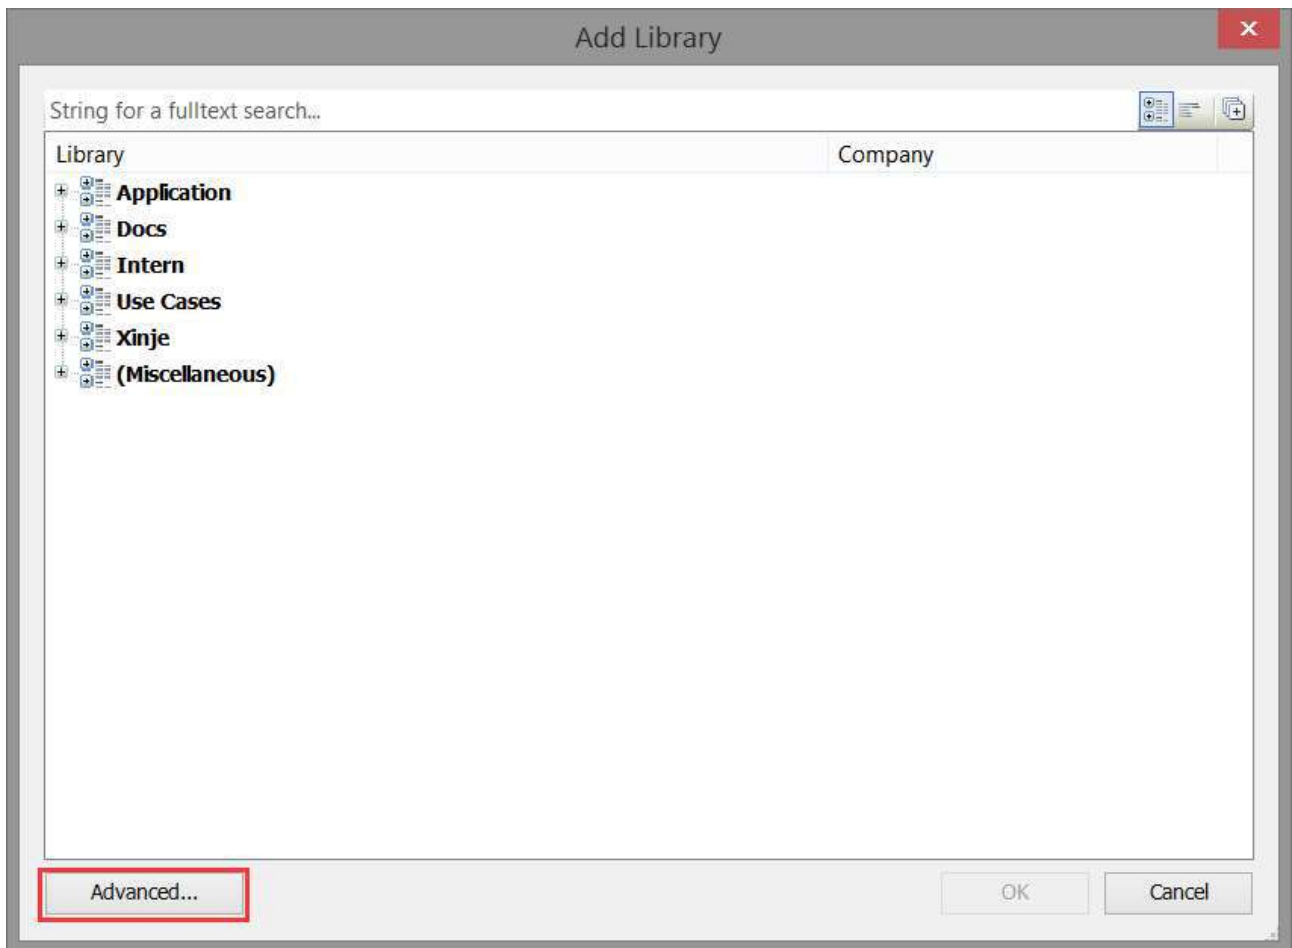 Add Library
String for a fulltext search...
Library Company
Application
Docs
Intern
Use Cases
Xinje
(Miscellaneous)
Advanced... OK Cancel